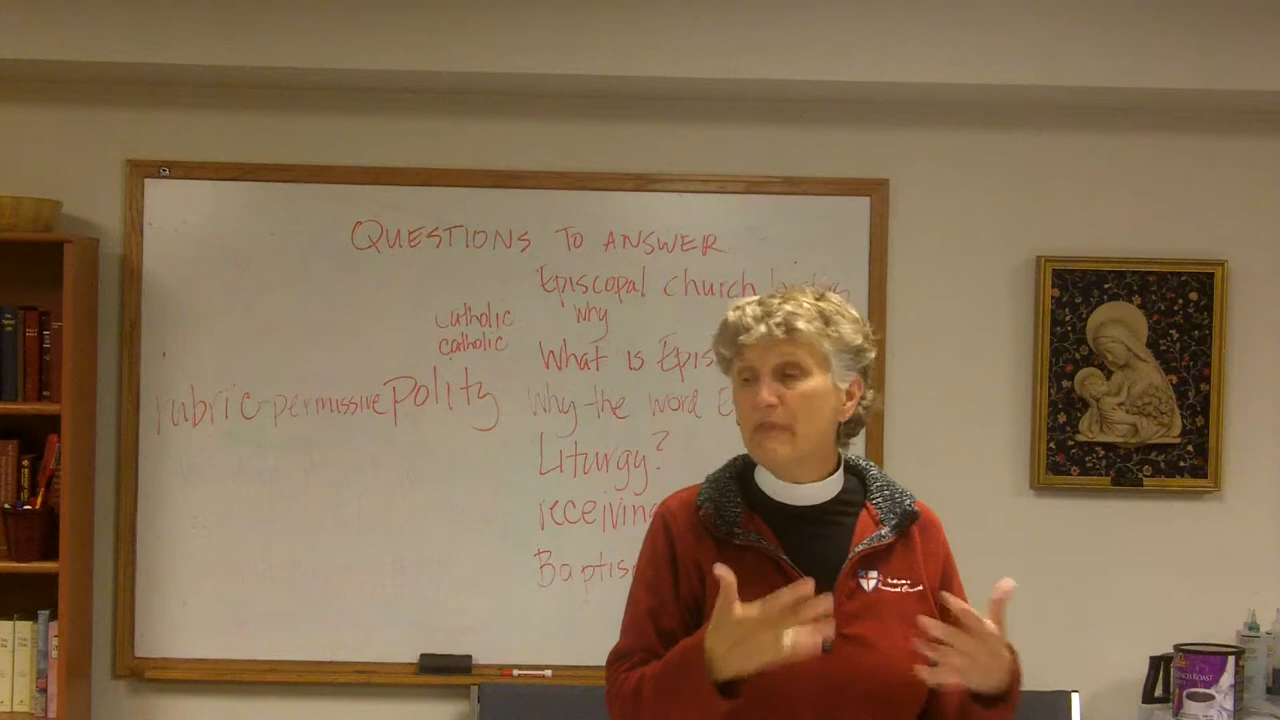 QUESTIONS TO ANSWER
Episcopal church
why
Catholic
catholic
What is Epis
rubric-permissive Polity
why the word E
Liturgy?
receiving
Baptis
ROAST